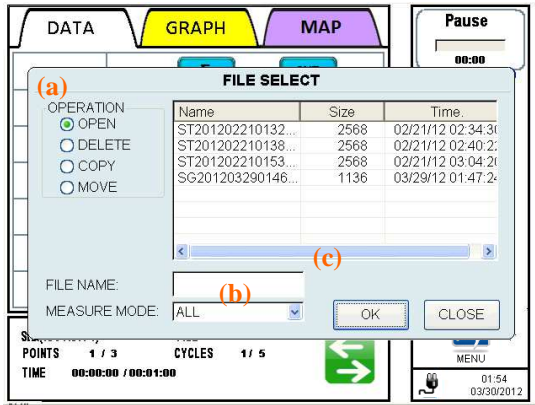 DATA GRAPH MAP Pause
00:00
FILE SELECT
(a)
OPERATION
OPEN
DELETE
COPY
MOVE
Name Size Time.
ST201202210132... 2568 02/21/12 02:34:30
ST201202210138... 2568 02/21/12 02:40:2
ST201202210153... 2568 02/21/12 03:04:20
SG201203290146... 1136 03/29/12 01:47:24
(c)
FILE NAME:
(b)
MEASURE MODE: ALL OK CLOSE
POINTS 1 / 3 CYCLES 1/ 5
TIME 00:00:00 / 00:01:00
MENU
01:54
03/30/2012